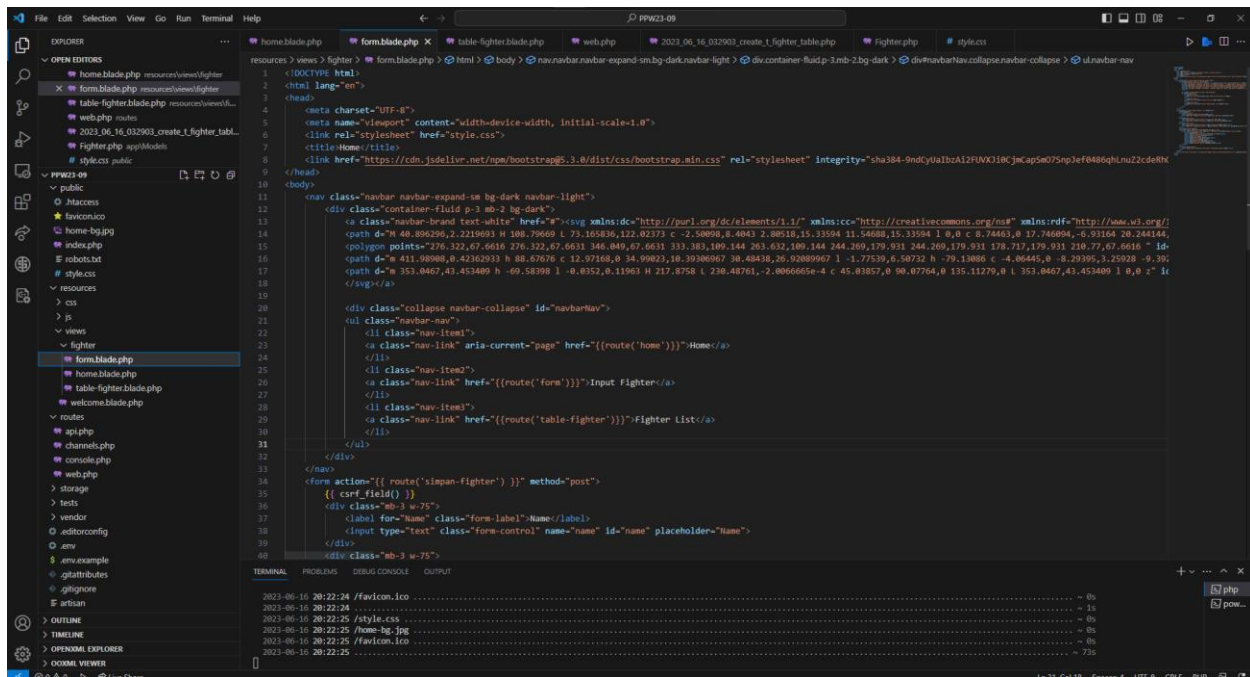 File Edit Selection View Go Run Terminal Help
PPW23-09
EXPLORER
OPEN EDITORS
home.blade.php resources\views\fighter
form.blade.php resources\views\fighter
table-fighter.blade.php resources\views\fi...
web.php routes
2023_06_16_032903_create_t_fighter_tabl...
Fighter.php app\Models
style.css public
PPW23-09
public
.htaccess
favicon.ico
home-bg.jpg
index.php
robots.txt
style.css
resources
css
js
views
fighter
form.blade.php
home.blade.php
table-fighter.blade.php
welcome.blade.php
routes
api.php
channels.php
console.php
web.php
storage
tests
vendor
.editorconfig
.env
.env.example
.gitattributes
.gitignore
artisan
OUTLINE
TIMELINE
OPENXML EXPLORER
OOXML VIEWER
home.blade.php form.blade.php table-fighter.blade.php web.php 2023_06_16_032903_create_t_fighter_table.php Fighter.php style.css
resources > views > fighter > form.blade.php > html > body > nav.navbar.navbar-expand-sm.bg-dark.navbar-light > div.container-fluid.p-3.mb-2.bg-dark > div#navbarNav.collapse.navbar-collapse > ul.navbar-nav
1 <!DOCTYPE html>
2 <html lang="en">
3 <head>
4 <meta charset="UTF-8">
5 <meta name="viewport" content="width=device-width, initial-scale=1.0">
6 <link rel="stylesheet" href="style.css">
7 <title>Home</title>
8 <link href="https://cdn.jsdelivr.net/npm/bootstrap@5.3.0/dist/css/bootstrap.min.css" rel="stylesheet" integrity="sha384-9ndCyUaIbzAi2FUVXJi0CjmCapSmO7SnpJef0486qhLnuZ2cdeRhO
9 </head>
10 <body>
11 <nav class="navbar navbar-expand-sm bg-dark navbar-light">
12 <div class="container-fluid p-3 mb-2 bg-dark">
13 <a class="navbar-brand text-white" href="#"><svg xmlns:dc="http://purl.org/dc/elements/1.1/" xmlns:cc="http://creativecommons.org/ns#" xmlns:rdf="http://www.w3.org/1
14 <path d="M 40.896296,2.2219693 H 108.79669 L 73.165836,122.02373 c -2.50098,8.4043 2.80518,15.33594 11.54688,15.33594 l 0,0 c 8.74463,0 17.746094,-6.93164 20.244144,
15 <polygon points="276.322,67.6616 276.322,67.6631 346.049,67.6631 333.383,109.144 263.632,109.144 244.269,179.931 244.269,179.931 178.717,179.931 210.77,67.6616 " id=
16 <path d="m 411.98908,0.42362933 h 88.67676 c 12.97168,0 34.99023,10.39306967 30.48438,26.92089967 l -1.77539,6.50732 h -79.13086 c -4.06445,0 -8.29395,3.25928 -9.392
17 <path d="m 353.0467,43.453409 h -69.58398 l -0.0352,0.11963 H 217.8758 L 230.48761,-2.0066665e-4 c 45.03857,0 90.07764,0 135.11279,0 L 353.0467,43.453409 l 0,0 z" id
18 </svg></a>
19
20 <div class="collapse navbar-collapse" id="navbarNav">
21 <ul class="navbar-nav">
22 <li class="nav-item1">
23 <a class="nav-link" aria-current="page" href="{{route('home')}}">Home</a>
24 </li>
25 <li class="nav-item2">
26 <a class="nav-link" href="{{route('form')}}">Input Fighter</a>
27 </li>
28 <li class="nav-item3">
29 <a class="nav-link" href="{{route('table-fighter')}}">Fighter List</a>
30 </li>
31 </ul>
32 </div>
33 </nav>
34 <form action="{{ route('simpan-fighter') }}" method="post">
35 {{ csrf_field() }}
36 <div class="mb-3 w-75">
37 <label for="Name" class="form-label">Name</label>
38 <input type="text" class="form-control" name="name" id="name" placeholder="Name">
39 </div>
40 <div class="mb-3 w-75">
TERMINAL PROBLEMS DEBUG CONSOLE OUTPUT
php
pow...
2023-06-16 20:22:24 /favicon.ico ~ 0s
2023-06-16 20:22:24 ~ 1s
2023-06-16 20:22:25 /style.css ~ 0s
2023-06-16 20:22:25 /home-bg.jpg ~ 0s
2023-06-16 20:22:25 /favicon.ico ~ 0s
2023-06-16 20:22:25 ~ 73s